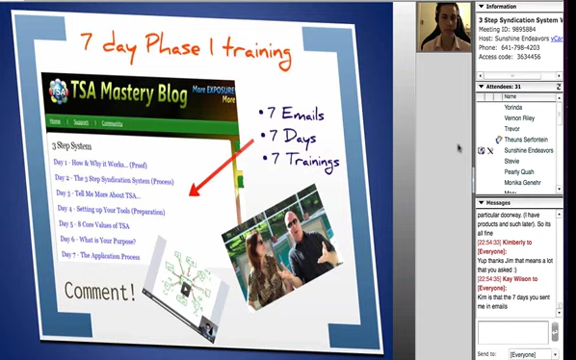 7 day Phase 1 training
TSA
TSA Mastery Blog
More EXPOSURE
More
Home | Support | Community
3 Step System
Day 1 - How & Why it Works... (Proof)
Day 2 - The 3 Step Syndication System (Process)
Day 3 - Tell Me More About TSA...
Day 4 - Setting up Your Tools (Preparation)
Day 5 - 8 Core Values of TSA
Day 6 - What is Your Purpose?
Day 7 - The Application Process
• 7 Emails
• 7 Days
• 7 Trainings
Comment!
Information
3 Step Syndication System W
Meeting ID: 9895884
Host: Sunshine Endeavors vCar
Phone: 641-798-4203
Access code: 3634456
Attendees: 31
Name
Yorinda
Vernon Riley
Trevor
Theuns Serfontein
Sunshine Endeavors
Stevie
Pearly Quah
Monika Genehr
Messages
particular doorway. (I have
products and such later). So its
all fine
22:54:33] Kimberly to
[Everyone]:
Yup thanks Jim that means a lot
that you asked :)
22:54:35] Kay Wilson to
[Everyone]:
Kim is that the 7 days you sent
me in emails
Send to: [Everyone]